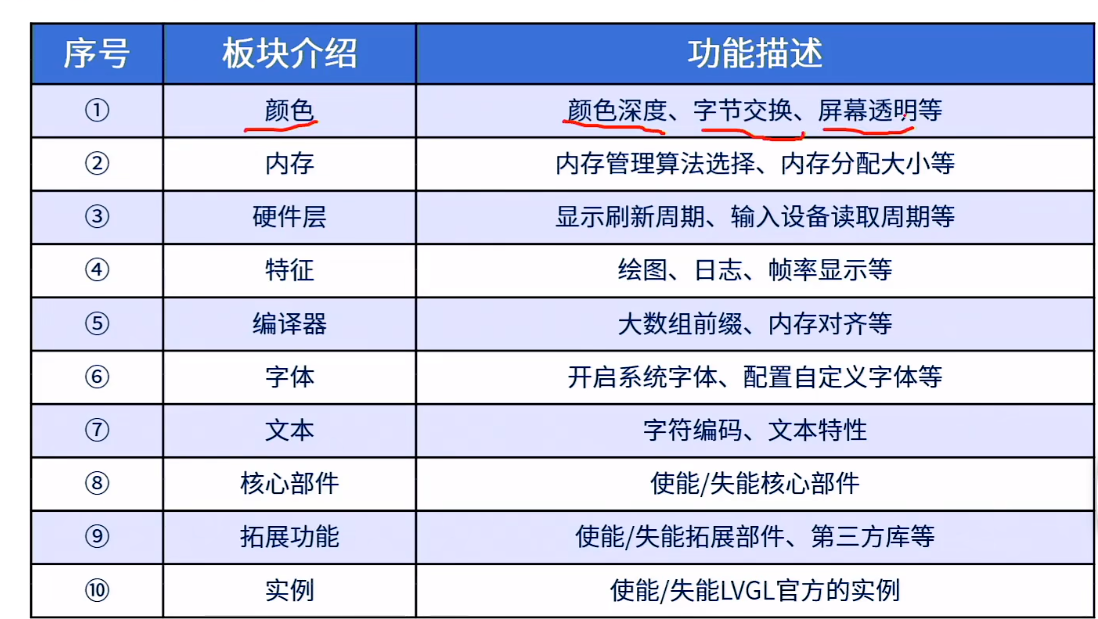 序号 板块介绍 功能描述
① 颜色 颜色深度、字节交换、屏幕透明等
② 内存 内存管理算法选择、内存分配大小等
③ 硬件层 显示刷新周期、输入设备读取周期等
④ 特征 绘图、日志、帧率显示等
⑤ 编译器 大数组前缀、内存对齐等
⑥ 字体 开启系统字体、配置自定义字体等
⑦ 文本 字符编码、文本特性
⑧ 核心部件 使能/失能核心部件
⑨ 拓展功能 使能/失能拓展部件、第三方库等
⑩ 实例 使能/失能LVGL官方的实例